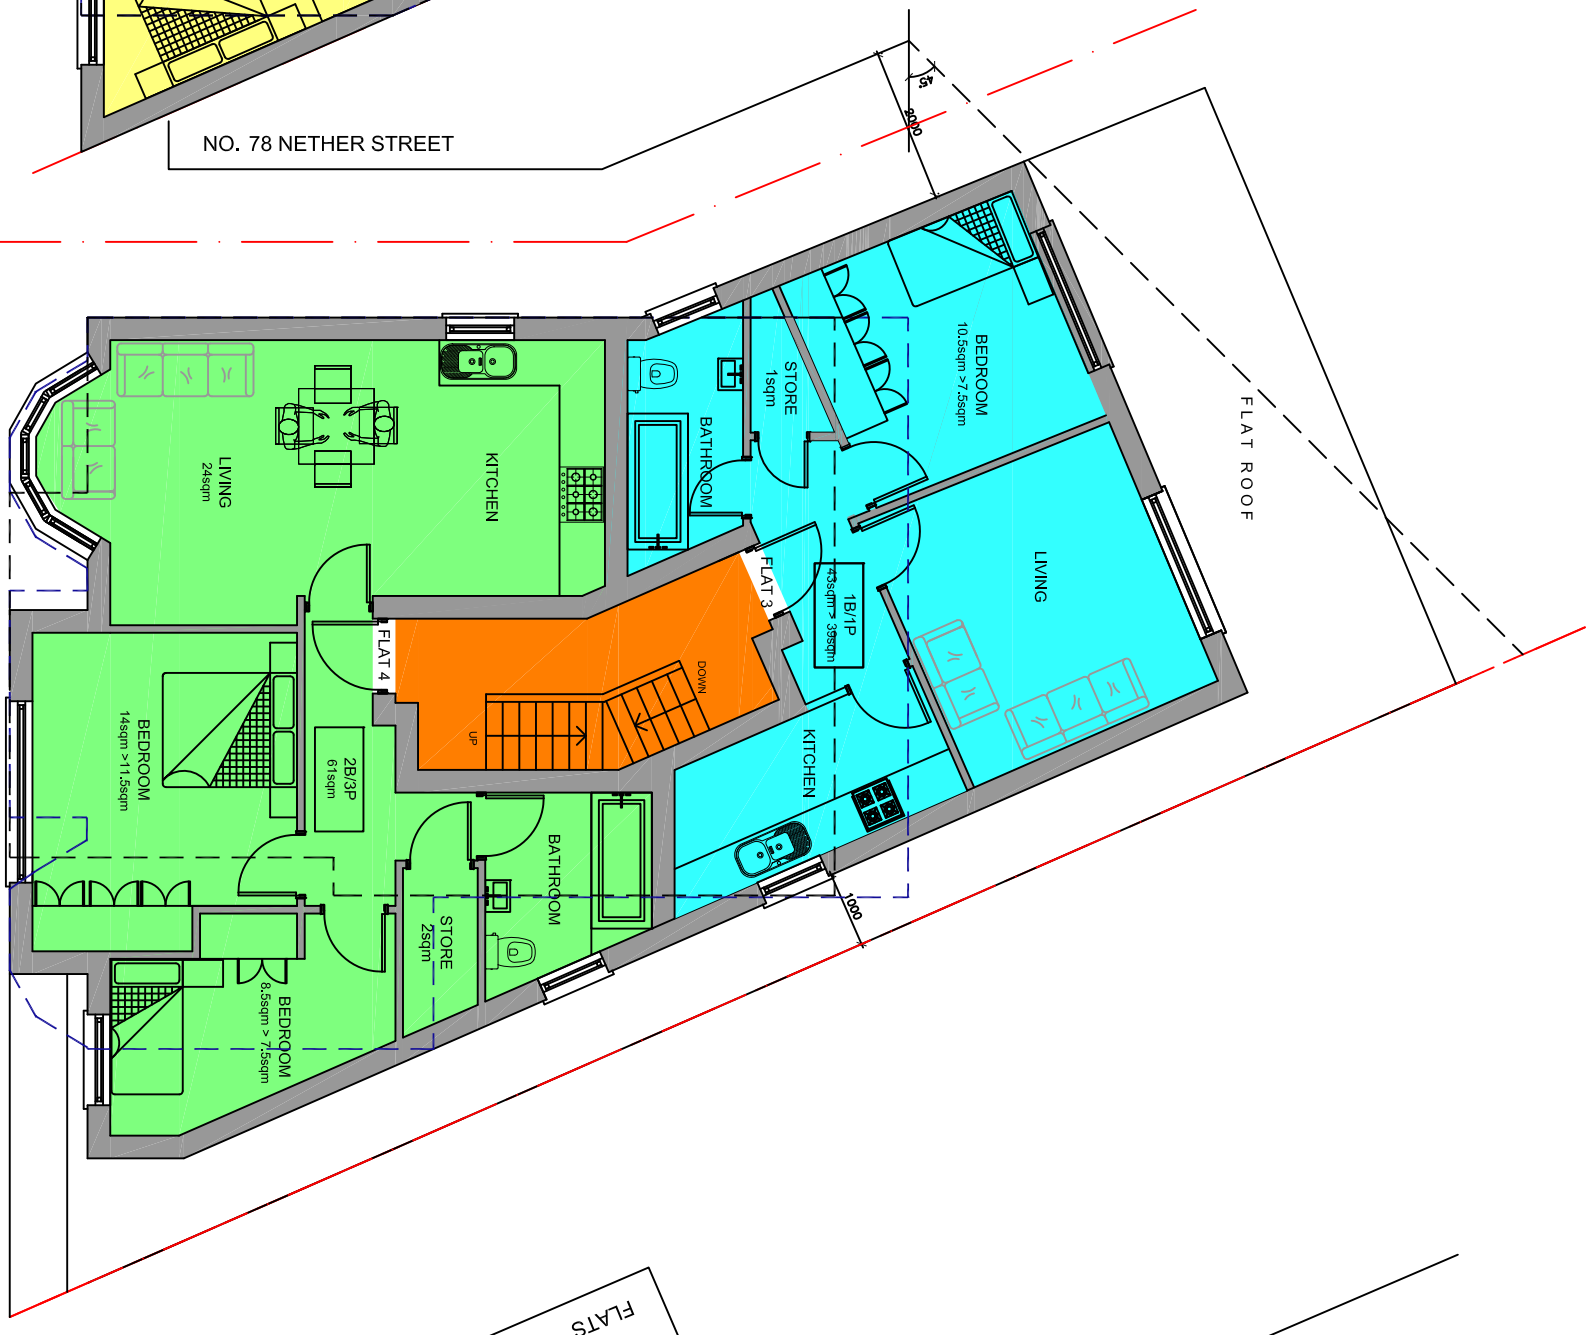 NO. 78 NETHER STREET
45°
2000
FLAT ROOF
BEDROOM
10.5sqm >7.5sqm
STORE
1sqm
BATHROOM
LIVING
FLAT 3
1B/1P
43sqm > 39sqm
KITCHEN
1000
LIVING
24sqm
KITCHEN
FLAT 4
DOWN
UP
BEDROOM
14sqm >11.5sqm
2B/3P
61sqm
BATHROOM
STORE
2sqm
BEDROOM
8.5sqm > 7.5sqm
FLATS